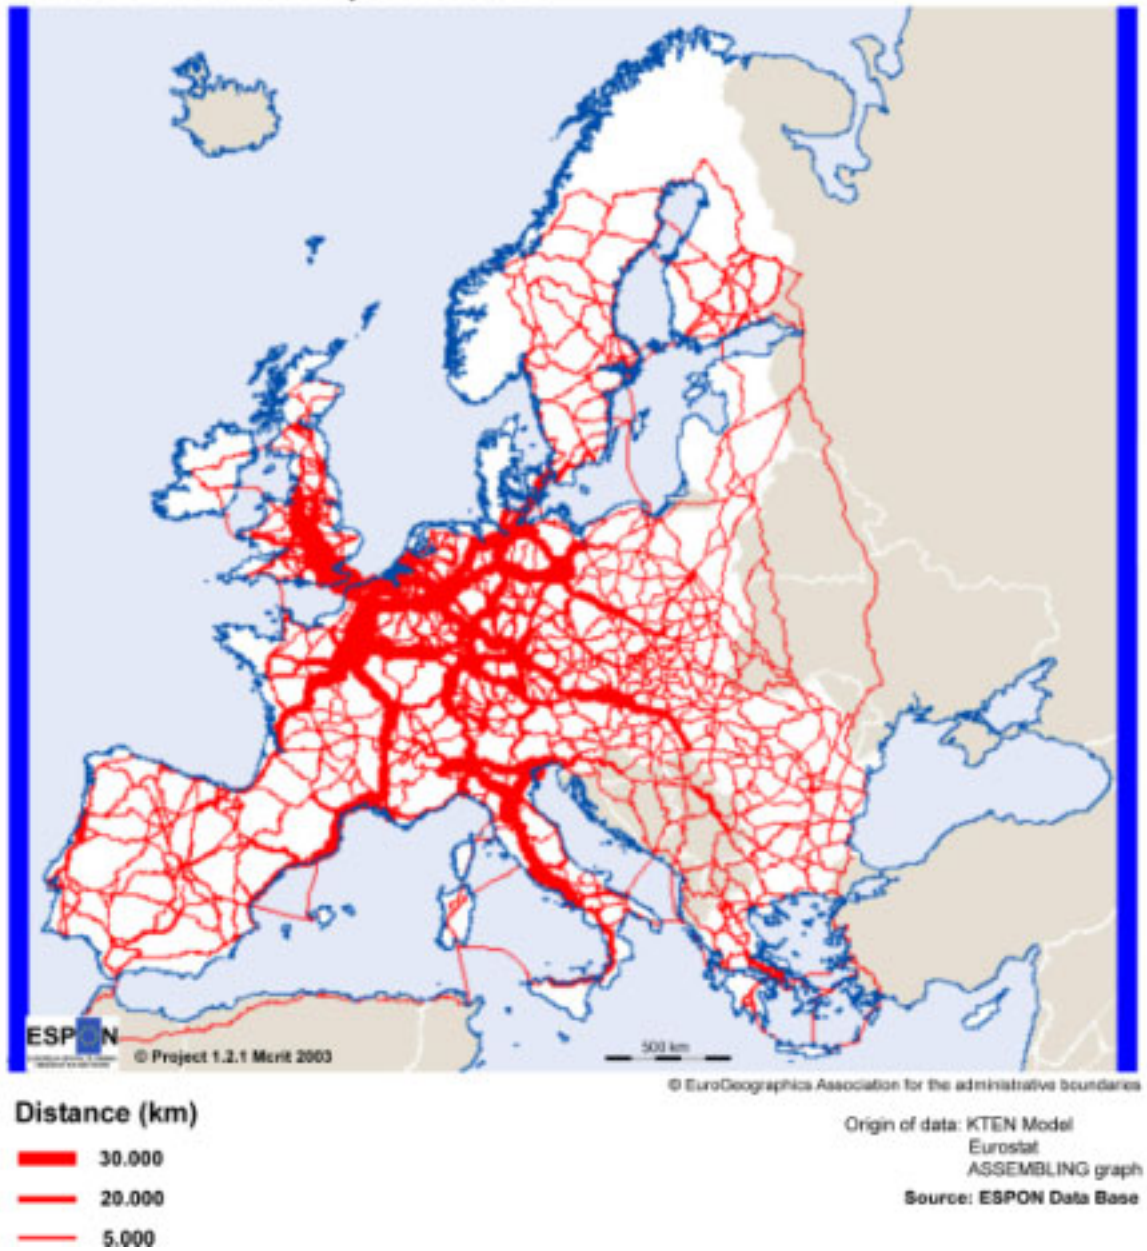 ESPON
© Project 1.2.1 Mcrit 2003
500 km
© EuroGeographics Association for the administrative boundaries
Distance (km)
30.000
20.000
5.000
Origin of data: KTEN Model
Eurostat
ASSEMBLING graph
Source: ESPON Data Base